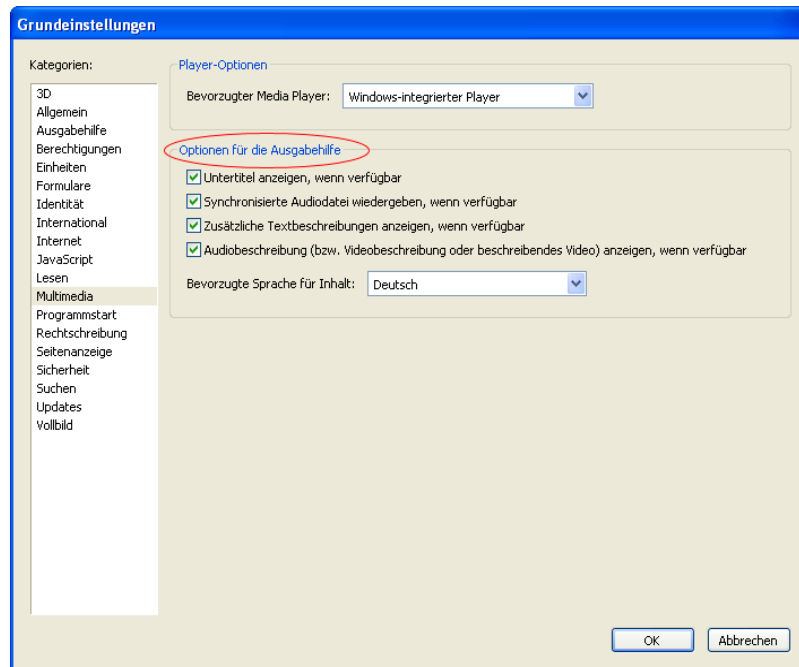 Grundeinstellungen
Kategorien:
3D
Allgemein
Ausgabehilfe
Berechtigungen
Einheiten
Formulare
Identität
International
Internet
JavaScript
Lesen
Multimedia
Programmstart
Rechtschreibung
Seitenanzeige
Sicherheit
Suchen
Updates
Vollbild
Player-Optionen
Bevorzugter Media Player: Windows-integrierter Player
Optionen für die Ausgabehilfe
Untertitel anzeigen, wenn verfügbar
Synchronisierte Audiodatei wiedergeben, wenn verfügbar
Zusätzliche Textbeschreibungen anzeigen, wenn verfügbar
Audiobeschreibung (bzw. Videobeschreibung oder beschreibendes Video) anzeigen, wenn verfügbar
Bevorzugte Sprache für Inhalt: Deutsch
OK Abbrechen